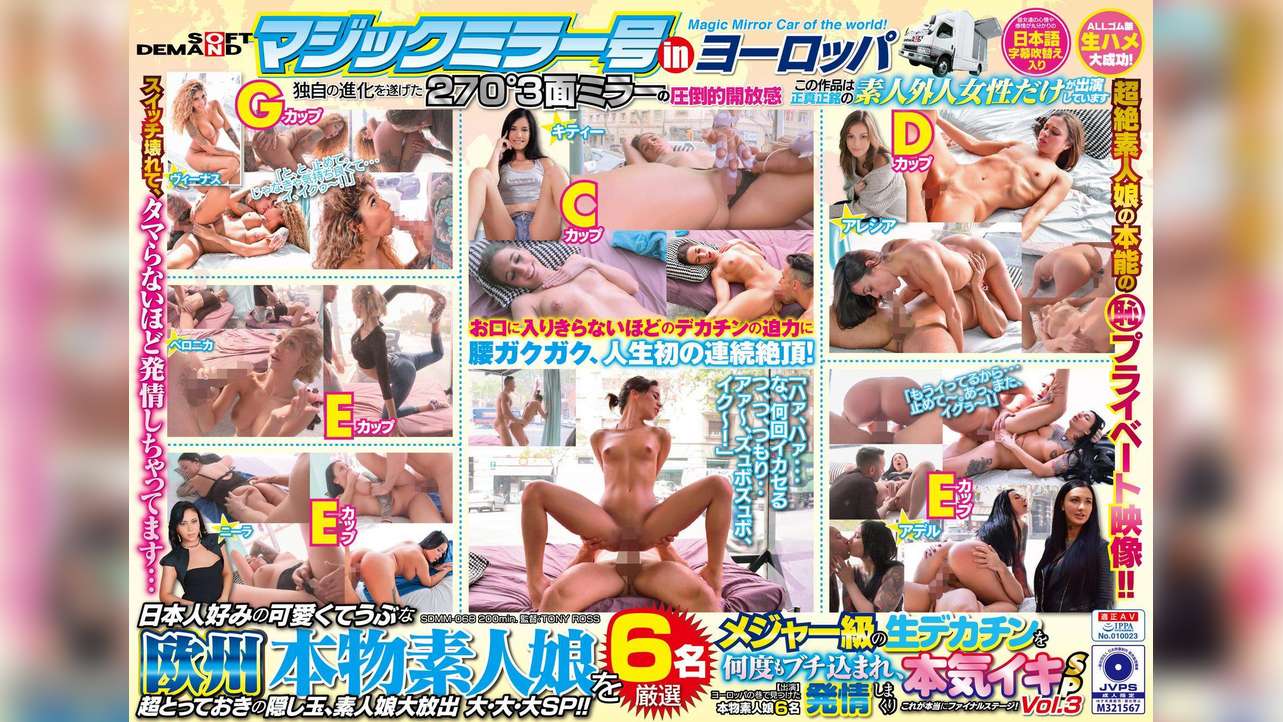 SOFT ON DEMAND
マジックミラー号 in ヨーロッパ
Magic Mirror Car of the world!
日本語
字幕吹替え
入り
ALLゴム無
生ハメ
大成功!
独自の進化を遂げた270°3面ミラーの圧倒的開放感
この作品は
正真正銘の素人外人女性だけが出演
しています
スイッチ壊れて、タマらないほど発情しちゃってます…
超絶素人娘の本能の恥プライベート映像!!
Gカップ
ヴィーナス
キティー
Cカップ
Dカップ
アレシア
ベロニカ
Eカップ
お口に入りきらないほどのデカチンの迫力に
腰ガクガク、人生初の連続絶頂!
「ハァ、ハァ…
な、何回イカセる
つ、つ、つもり…
アァ〜、ズュボズュボ、
イク〜!」
「もうイってるから…
止めて〜。あっ、また、
イグラ〜!」
ニーラ
Eカップ
Eカップ
アデル
日本人好みの可愛くてうぶな
SDMM-068 200min. 監督:TONY ROSS
欧州 本物素人娘を6名厳選
超とっておきの隠し玉、素人娘大放出 大・大・大SP!!
メジャー級の生デカチンを
何度もブチ込まれ、本気イキSP
【出演】
ヨーロッパの巷で見つけた
本物素人娘6名
発情しまくり
これが本当にファイナルステージ!
Vol.3
適正AV
IPPA
No.010023
JVPS
成人指定
M321567